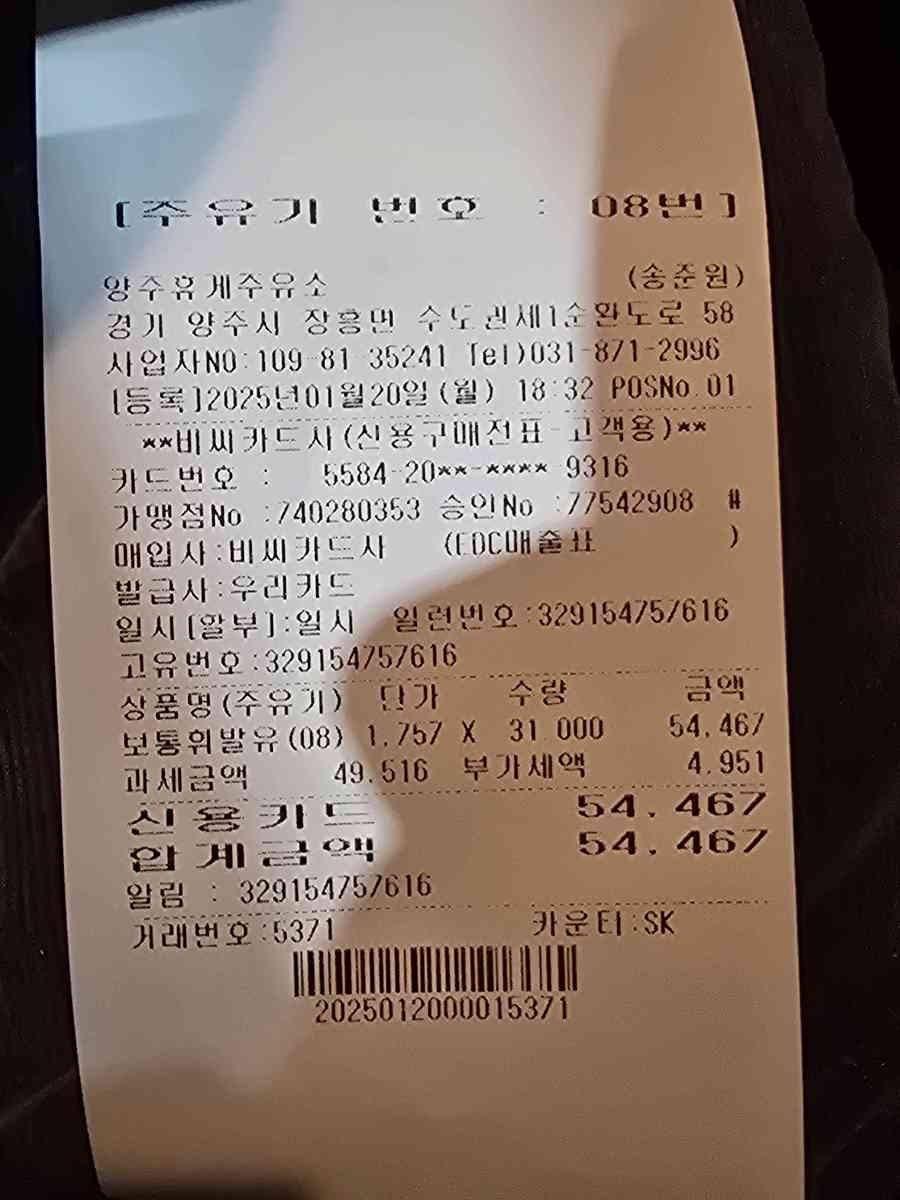 [주유기 번호 : 08번]
양주휴게주유소 (송준원)
경기 양주시 장흥면 수도권제1순환도로 58
사업자NO:109-81-35241 Tel)031-871-2996
[등록]2025년01월20일(월) 18:32 POSNo.01
**비씨카드사(신용구매전표-고객용)**
카드번호 : 5584-20**-****-9316
가맹점No :740280353 승인No :77542908 #
매입사:비씨카드사 (EDC매출표 )
발급사:우리카드
일시[할부]:일시 일련번호:329154757616
고유번호:329154757616
상품명(주유기) 단가 수량 금액
보통휘발유(08) 1,757 X 31.000 54,467
과세금액 49,516 부가세액 4,951
신용카드 54,467
합계금액 54,467
알림 : 329154757616
거래번호:5371 카운터:SK
2025012000015371